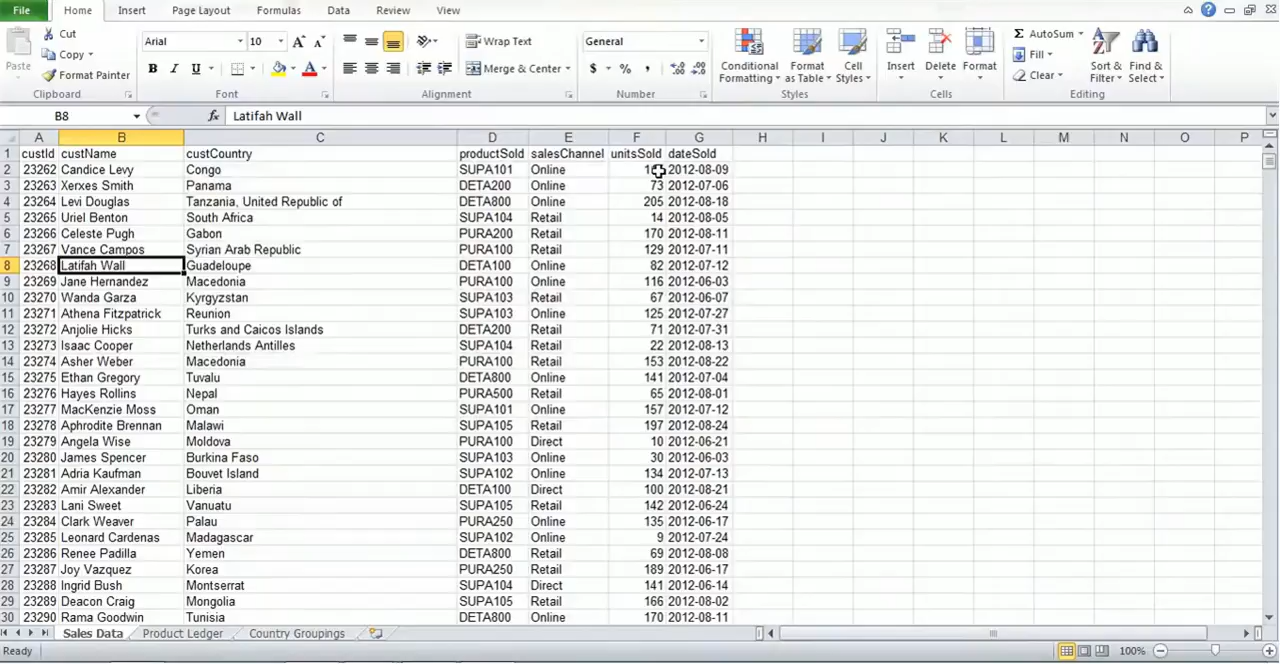 File Home Insert Page Layout Formulas Data Review View
Cut
Copy
Format Painter
Paste
Arial 10
B I U
Wrap Text
Merge & Center
General
$ % ,
Conditional Formatting
Format as Table
Cell Styles
Insert
Delete
Format
AutoSum
Fill
Clear
Sort & Filter
Find & Select
Clipboard Font Alignment Number Styles Cells Editing
B8 fx Latifah Wall
A B C D E F G H I J K L M N O P
1 custId custName custCountry productSold salesChannel unitsSold dateSold
2 23262 Candice Levy Congo SUPA101 Online 2012-08-09
3 23263 Xerxes Smith Panama DETA200 Online 73 2012-07-06
4 23264 Levi Douglas Tanzania, United Republic of DETA800 Online 205 2012-08-18
5 23265 Uriel Benton South Africa SUPA104 Retail 14 2012-08-05
6 23266 Celeste Pugh Gabon PURA200 Retail 170 2012-08-11
7 23267 Vance Campos Syrian Arab Republic PURA100 Retail 129 2012-07-11
8 23268 Latifah Wall Guadeloupe DETA100 Online 82 2012-07-12
9 23269 Jane Hernandez Macedonia PURA100 Online 116 2012-06-03
10 23270 Wanda Garza Kyrgyzstan SUPA103 Retail 67 2012-06-07
11 23271 Athena Fitzpatrick Reunion SUPA103 Online 125 2012-07-27
12 23272 Anjolie Hicks Turks and Caicos Islands DETA200 Retail 71 2012-07-31
13 23273 Isaac Cooper Netherlands Antilles SUPA104 Retail 22 2012-08-13
14 23274 Asher Weber Macedonia PURA100 Retail 153 2012-08-22
15 23275 Ethan Gregory Tuvalu DETA800 Online 141 2012-07-04
16 23276 Hayes Rollins Nepal PURA500 Retail 65 2012-08-01
17 23277 MacKenzie Moss Oman SUPA101 Online 157 2012-07-12
18 23278 Aphrodite Brennan Malawi SUPA105 Retail 197 2012-08-24
19 23279 Angela Wise Moldova PURA100 Direct 10 2012-06-21
20 23280 James Spencer Burkina Faso SUPA103 Online 30 2012-06-03
21 23281 Adria Kaufman Bouvet Island SUPA102 Online 134 2012-07-13
22 23282 Amir Alexander Liberia DETA100 Direct 100 2012-08-21
23 23283 Lani Sweet Vanuatu SUPA105 Retail 142 2012-06-24
24 23284 Clark Weaver Palau PURA250 Online 135 2012-06-17
25 23285 Leonard Cardenas Madagascar SUPA102 Online 9 2012-07-24
26 23286 Renee Padilla Yemen DETA800 Retail 69 2012-08-08
27 23287 Joy Vazquez Korea PURA250 Retail 189 2012-06-17
28 23288 Ingrid Bush Montserrat SUPA104 Direct 141 2012-06-14
29 23289 Deacon Craig Mongolia SUPA105 Retail 166 2012-08-02
30 23290 Rama Goodwin Tunisia DETA800 Online 170 2012-08-11
Sales Data Product Ledger Country Groupings
Ready 100%